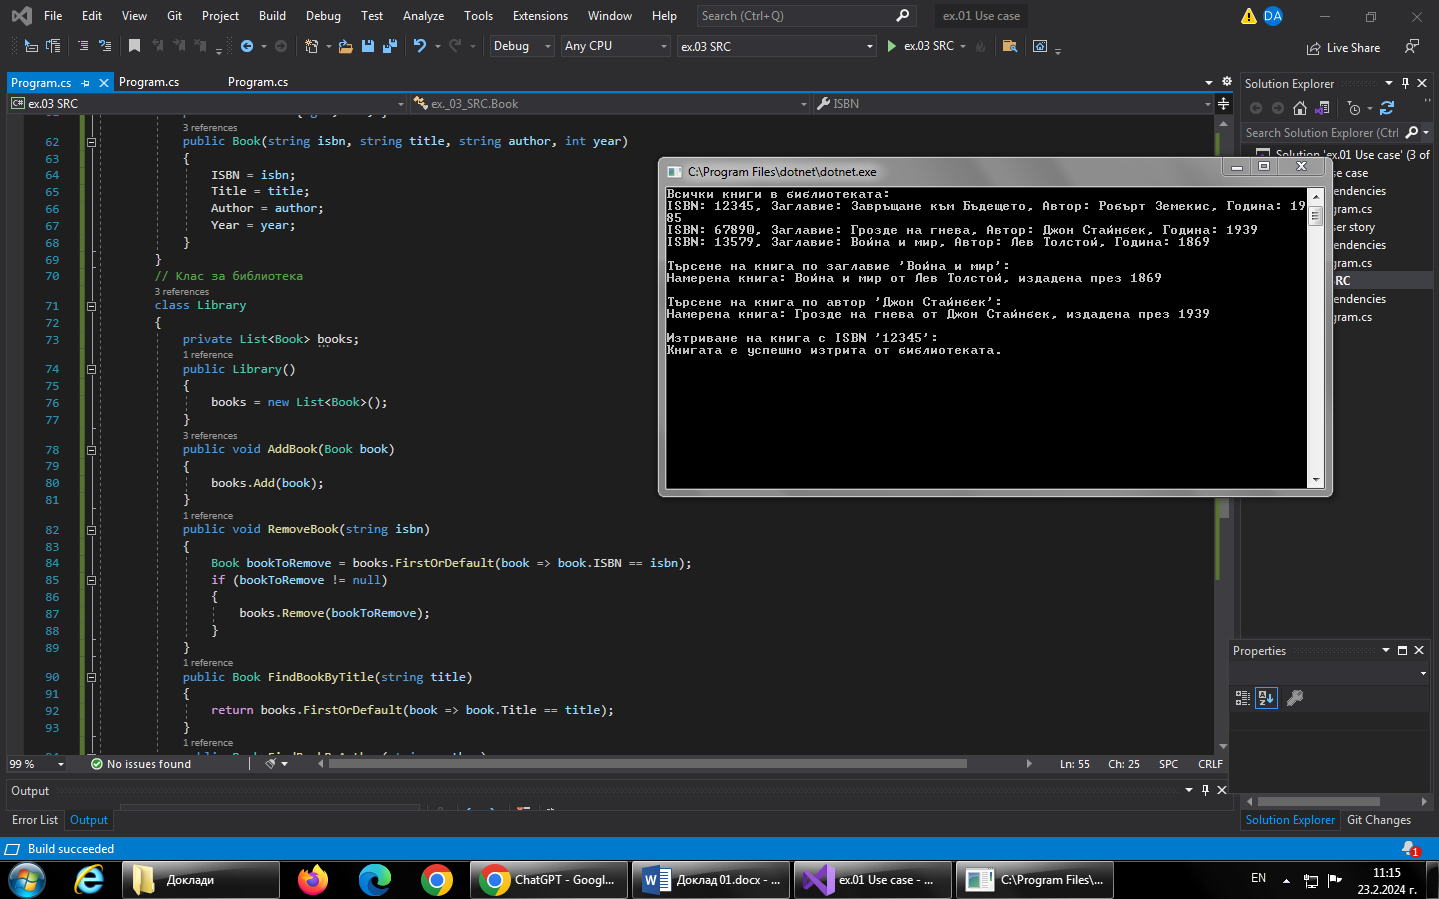 File Edit View Git Project Build Debug Test Analyze Tools Extensions Window Help Search (Ctrl+Q) ex.01 Use case DA
Debug Any CPU ex.03 SRC ex.03 SRC Live Share
Program.cs Program.cs Program.cs
ex.03 SRC ex._03_SRC.Book ISBN
3 references
62 public Book(string isbn, string title, string author, int year)
63 {
64 ISBN = isbn;
65 Title = title;
66 Author = author;
67 Year = year;
68 }
69 }
70 // Клас за библиотека
3 references
71 class Library
72 {
73 private List<Book> books;
1 reference
74 public Library()
75 {
76 books = new List<Book>();
77 }
3 references
78 public void AddBook(Book book)
79 {
80 books.Add(book);
81 }
1 reference
82 public void RemoveBook(string isbn)
83 {
84 Book bookToRemove = books.FirstOrDefault(book => book.ISBN == isbn);
85 if (bookToRemove != null)
86 {
87 books.Remove(bookToRemove);
88 }
89 }
1 reference
90 public Book FindBookByTitle(string title)
91 {
92 return books.FirstOrDefault(book => book.Title == title);
93 }
1 reference
C:\Program Files\dotnet\dotnet.exe
Всички книги в библиотеката:
ISBN: 12345, Заглавие: Завръщане към Бъдещето, Автор: Робърт Земекис, Година: 19
85
ISBN: 67890, Заглавие: Грозде на гнева, Автор: Джон Стайнбек, Година: 1939
ISBN: 13579, Заглавие: Война и мир, Автор: Лев Толстой, Година: 1869
Търсене на книга по заглавие 'Война и мир':
Намерена книга: Война и мир от Лев Толстой, издадена през 1869
Търсене на книга по автор 'Джон Стайнбек':
Намерена книга: Грозде на гнева от Джон Стайнбек, издадена през 1939
Изтриване на книга с ISBN '12345':
Книгата е успешно изтрита от библиотеката.
Solution Explorer
Search Solution Explorer (Ctrl
Solution 'ex.01 Use case' (3 of
se case
endencies
gram.cs
ser story
endencies
gram.cs
RC
endencies
gram.cs
Properties
99 % No issues found Ln: 55 Ch: 25 SPC CRLF
Output
Error List Output
Solution Explorer Git Changes
Build succeeded 1
Доклади ChatGPT - Googl... Доклад 01.docx - ... ex.01 Use case - ... C:\Program Files\... EN 11:15
23.2.2024 г.